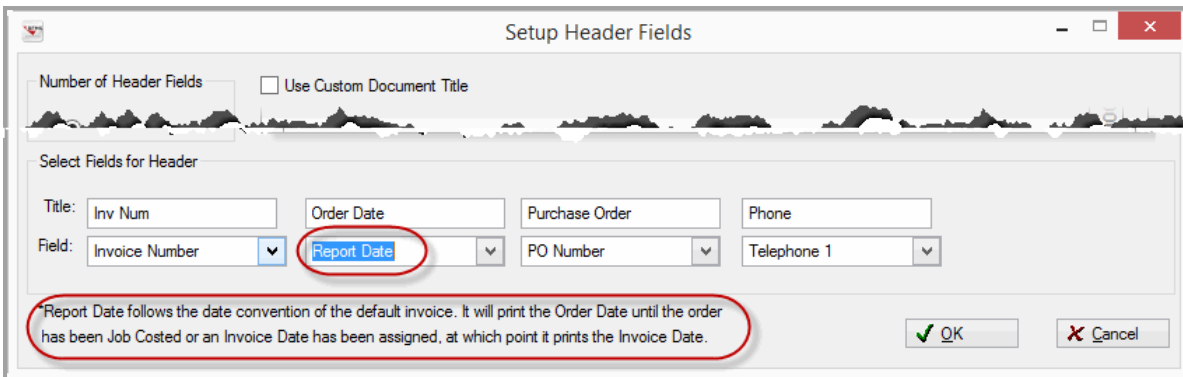 Setup Header Fields
Number of Header Fields
Use Custom Document Title
Select Fields for Header
Title: Inv Num Order Date Purchase Order Phone
Field: Invoice Number Report Date PO Number Telephone 1
*Report Date follows the date convention of the default invoice. It will print the Order Date until the order
has been Job Costed or an Invoice Date has been assigned, at which point it prints the Invoice Date.
OK Cancel